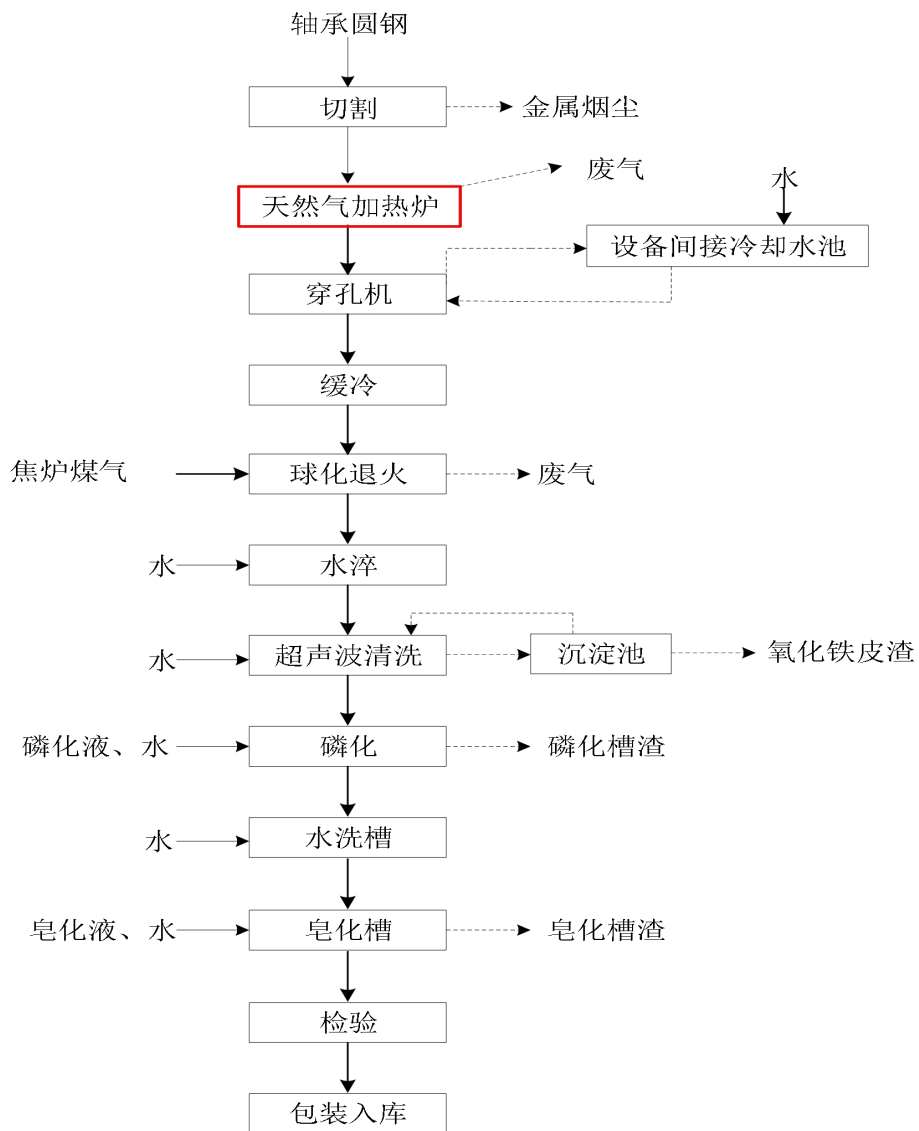 轴承圆钢
切割
金属烟尘
废气
天然气加热炉
水
设备间接冷却水池
穿孔机
缓冷
焦炉煤气
球化退火
废气
水
水淬
水
超声波清洗
沉淀池
氧化铁皮渣
磷化液、水
磷化
磷化槽渣
水
水洗槽
皂化液、水
皂化槽
皂化槽渣
检验
包装入库